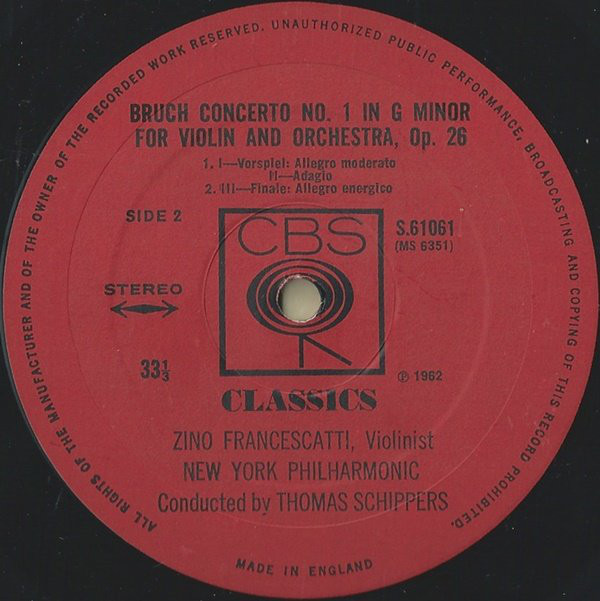 ALL RIGHTS OF THE MANUFACTURER AND OF THE OWNER OF THE RECORDED WORK RESERVED. UNAUTHORIZED PUBLIC PERFORMANCE, BROADCASTING AND COPYING OF THIS RECORD PROHIBITED.
BRUCH CONCERTO NO. 1 IN G MINOR
FOR VIOLIN AND ORCHESTRA, Op. 26
1. I—Vorspiel: Allegro moderato
II—Adagio
2. III—Finale: Allegro energico
SIDE 2
CBS
S.61061
(MS 6351)
STEREO
33⅓
℗ 1962
CLASSICS
ZINO FRANCESCATTI, Violinist
NEW YORK PHILHARMONIC
Conducted by THOMAS SCHIPPERS
MADE IN ENGLAND